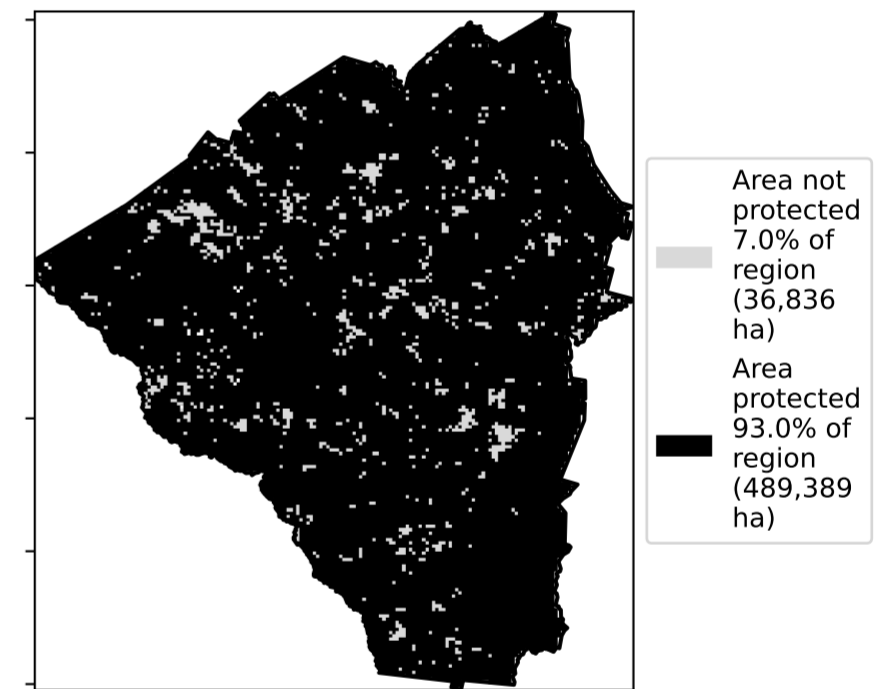 Area not
protected
7.0% of
region
(36,836
ha)
Area
protected
93.0% of
region
(489,389
ha)